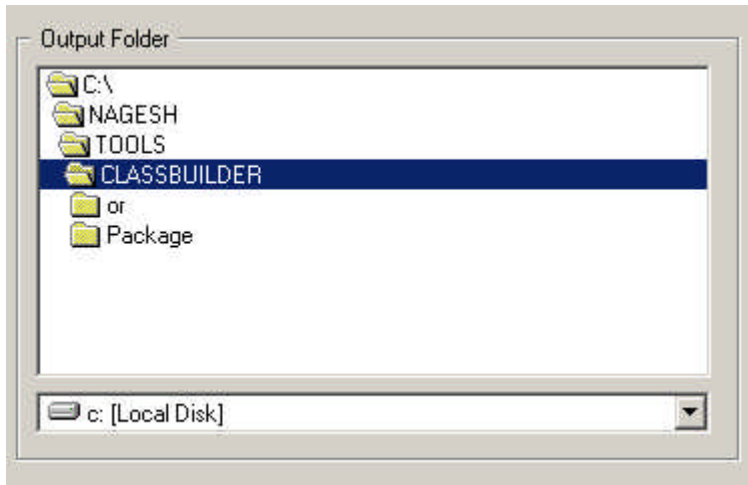 Output Folder
C:\
NAGESH
TOOLS
CLASSBUILDER
or
Package
c: [Local Disk]